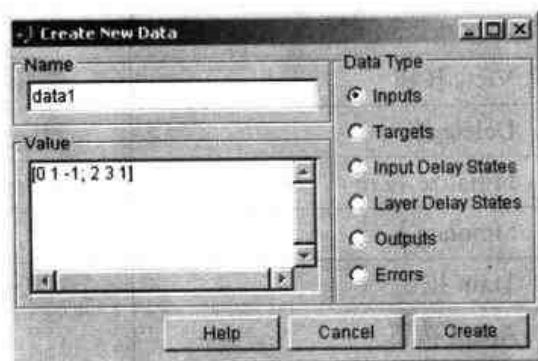 Create New Data
Name
data1
Value
[0 1 -1; 2 3 1]
Data Type
Inputs
Targets
Input Delay States
Layer Delay States
Outputs
Errors
Help
Cancel
Create